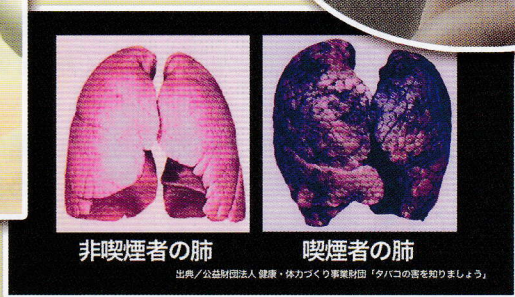 非喫煙者の肺
喫煙者の肺
出典／公益財団法人 健康・体力づくり事業財団「タバコの害を知りましょう」